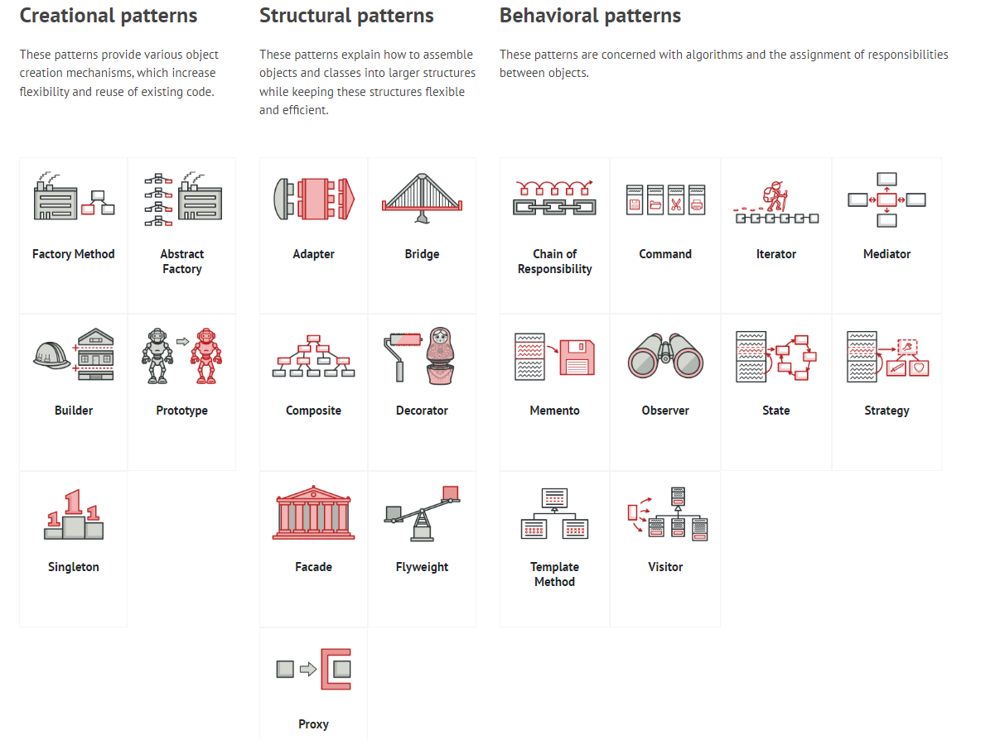 Creational patterns
These patterns provide various object
creation mechanisms, which increase
flexibility and reuse of existing code.
Factory Method
Abstract
Factory
Builder
Prototype
Singleton
Structural patterns
These patterns explain how to assemble
objects and classes into larger structures
while keeping these structures flexible
and efficient.
Adapter
Bridge
Composite
Decorator
Facade
Flyweight
Proxy
Behavioral patterns
These patterns are concerned with algorithms and the assignment of responsibilities
between objects.
Chain of
Responsibility
Command
Iterator
Mediator
Memento
Observer
State
Strategy
Template
Method
Visitor